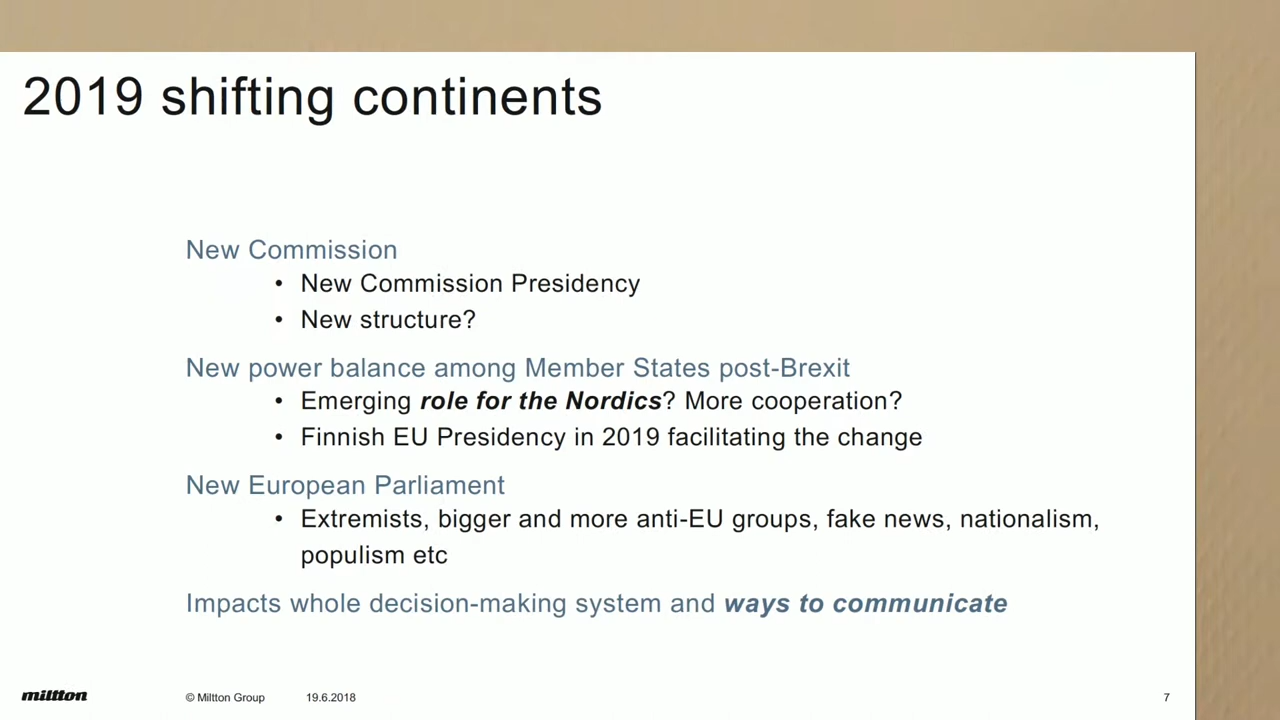 2019 shifting continents
New Commission
• New Commission Presidency
• New structure?
New power balance among Member States post-Brexit
• Emerging role for the Nordics? More cooperation?
• Finnish EU Presidency in 2019 facilitating the change
New European Parliament
• Extremists, bigger and more anti-EU groups, fake news, nationalism,
populism etc
Impacts whole decision-making system and ways to communicate
miltton © Miltton Group 19.6.2018 7